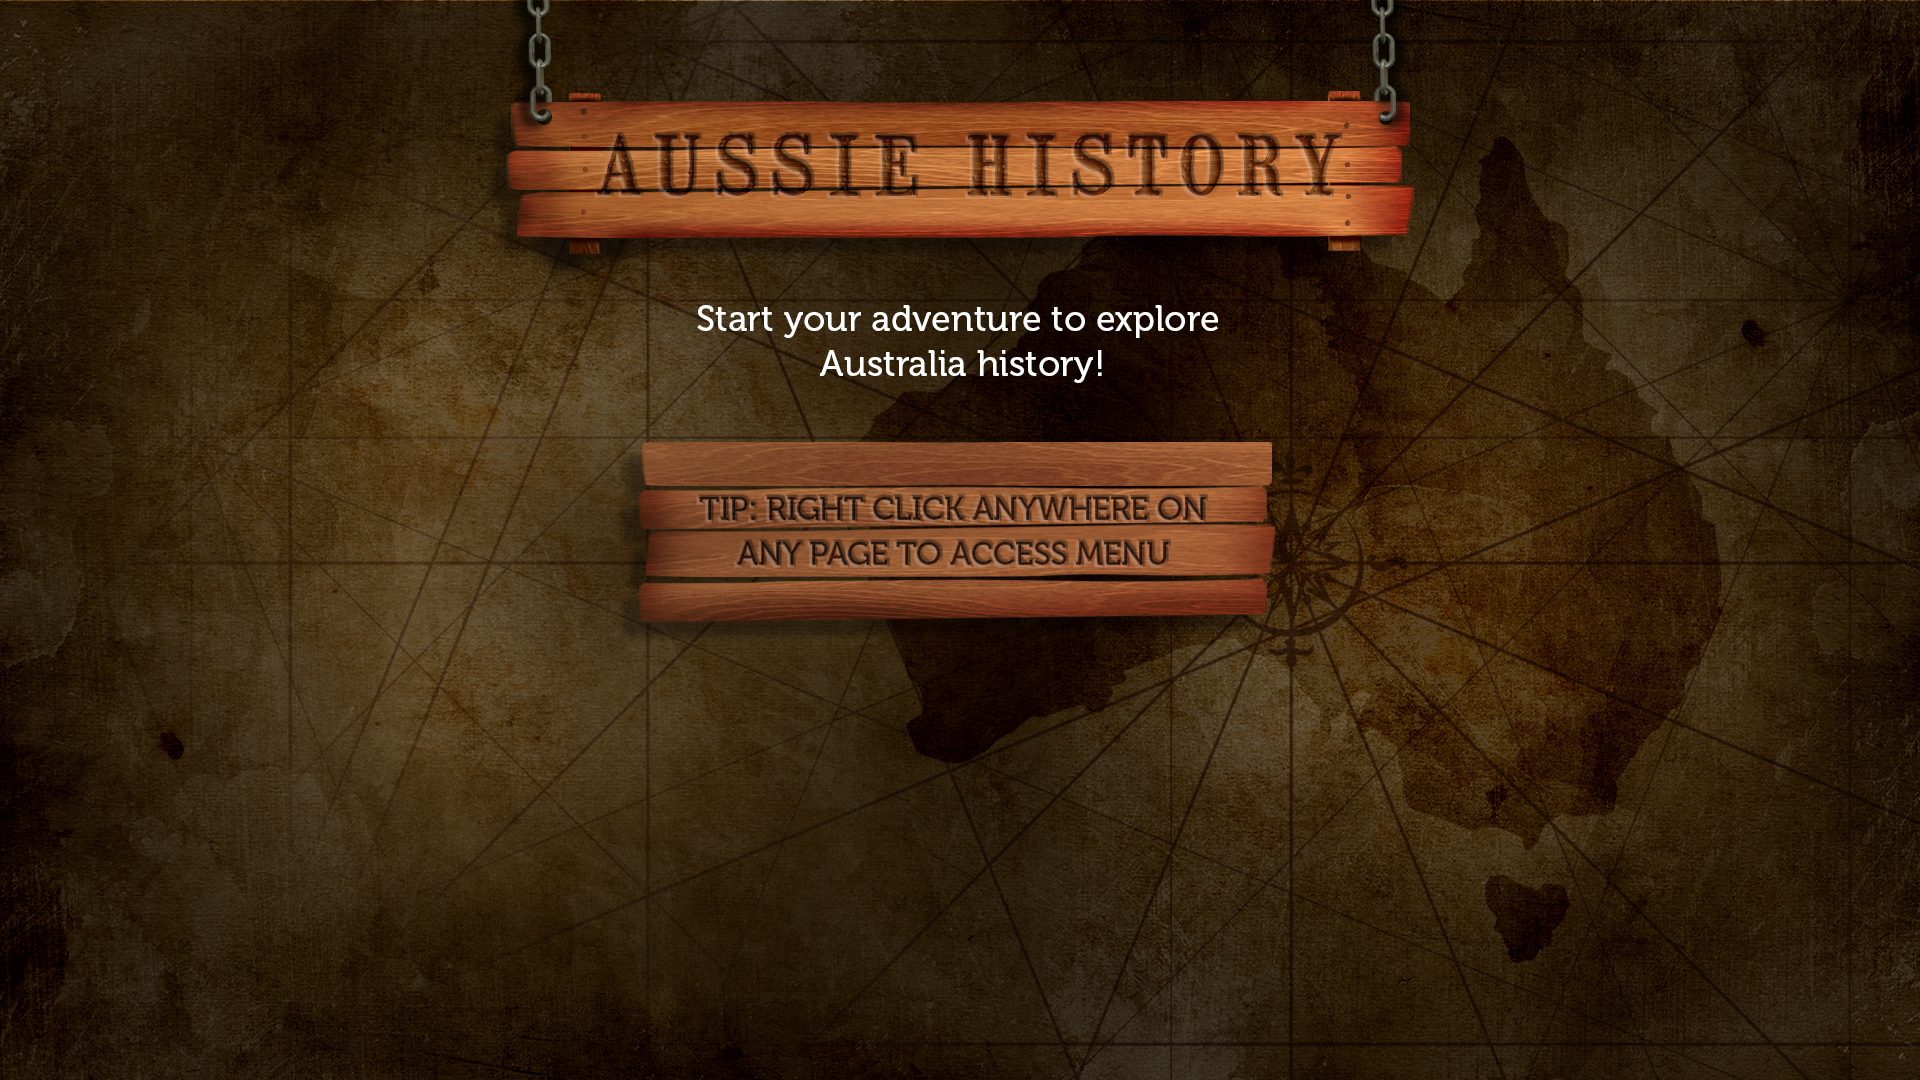 AUSSIE HISTORY
Start your adventure to explore
Australia history!
TIP: RIGHT CLICK ANYWHERE ON
ANY PAGE TO ACCESS MENU